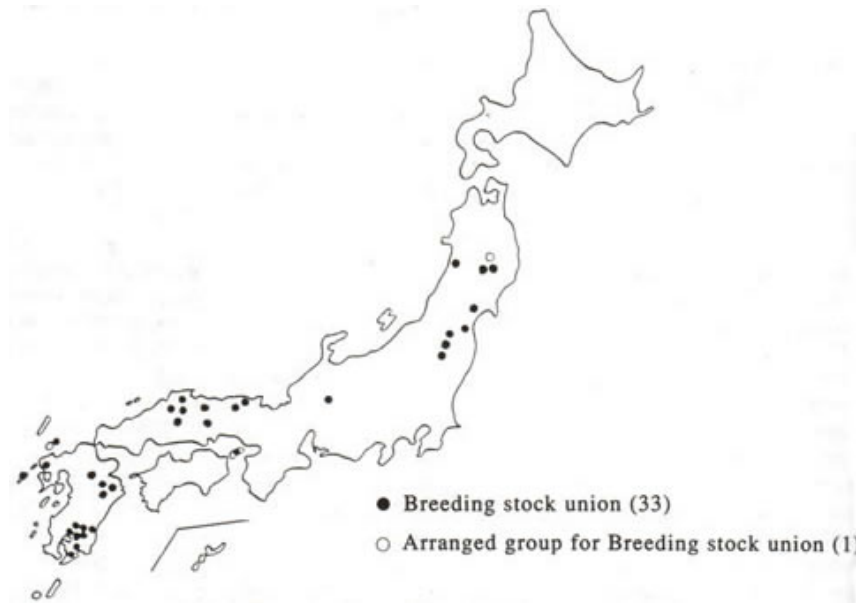 ● Breeding stock union (33)
○ Arranged group for Breeding stock union (1)